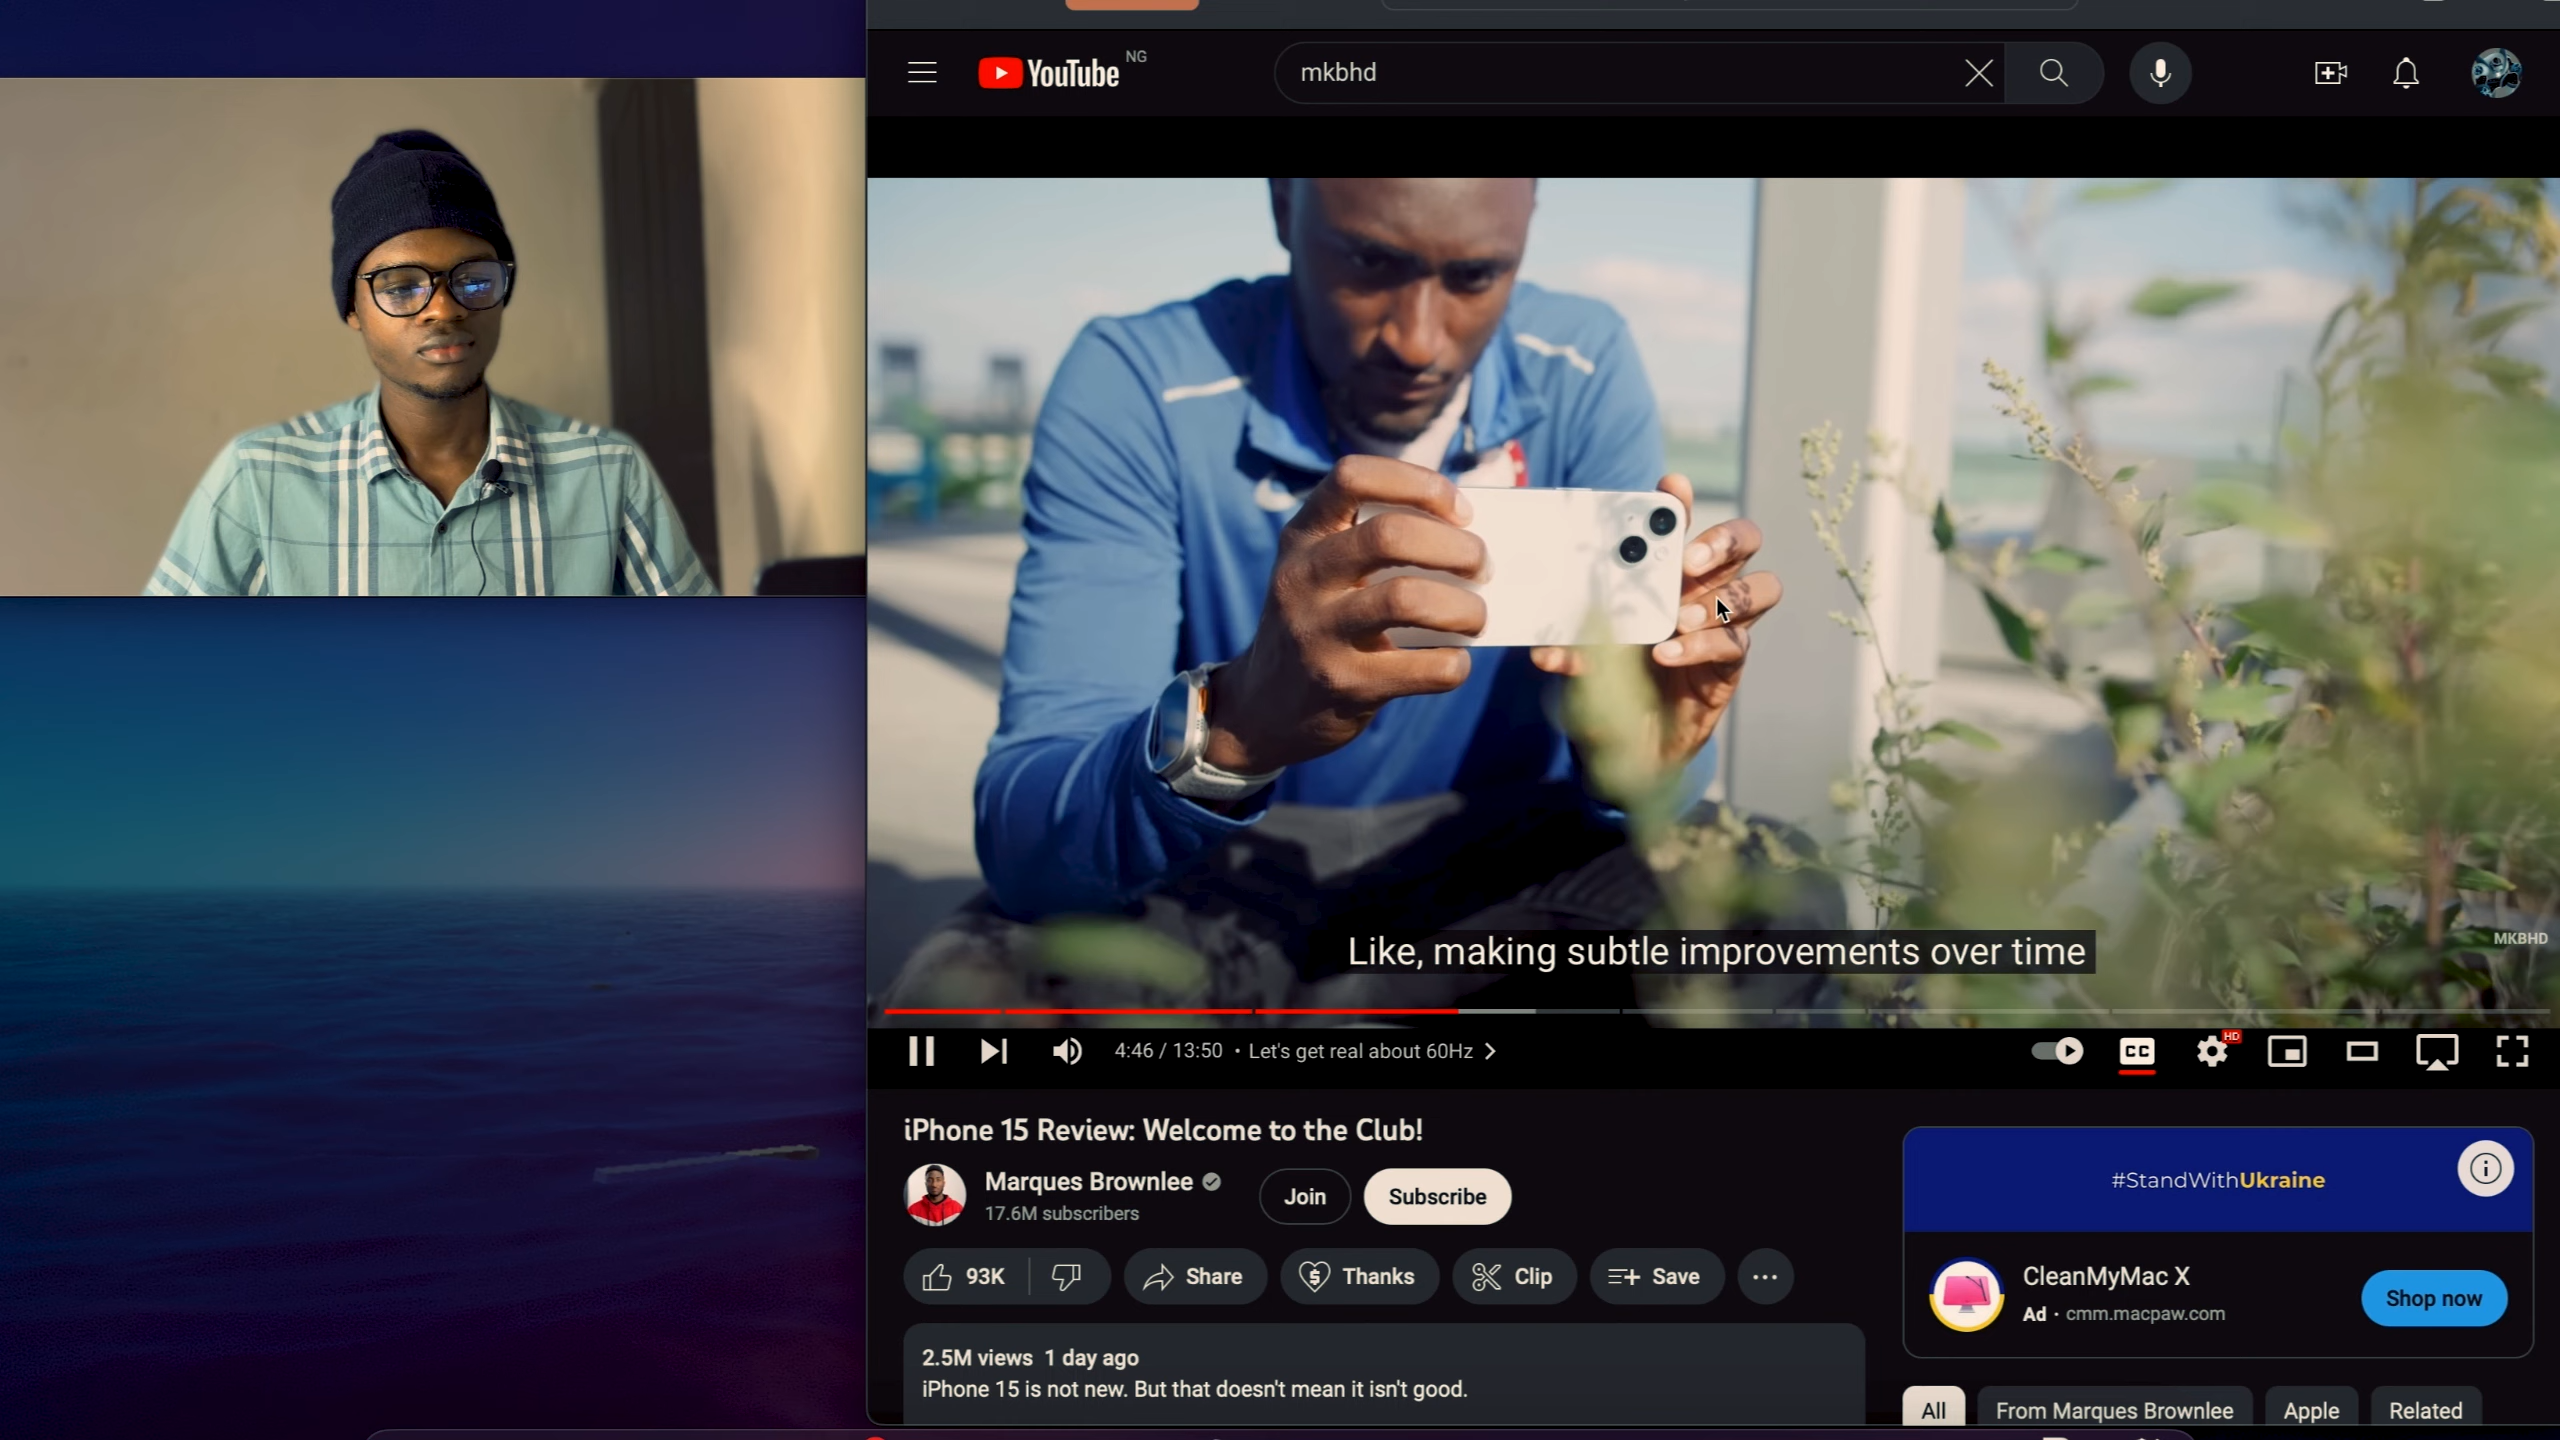 YouTube NG
mkbhd
Like, making subtle improvements over time
MKBHD
4:46 / 13:50 • Let's get real about 60Hz
CC
HD
iPhone 15 Review: Welcome to the Club!
Marques Brownlee
17.6M subscribers
Join
Subscribe
93K
Share
Thanks
Clip
Save
2.5M views 1 day ago
iPhone 15 is not new. But that doesn't mean it isn't good.
#StandWithUkraine
CleanMyMac X
Ad · cmm.macpaw.com
Shop now
All
From Marques Brownlee
Apple
Related